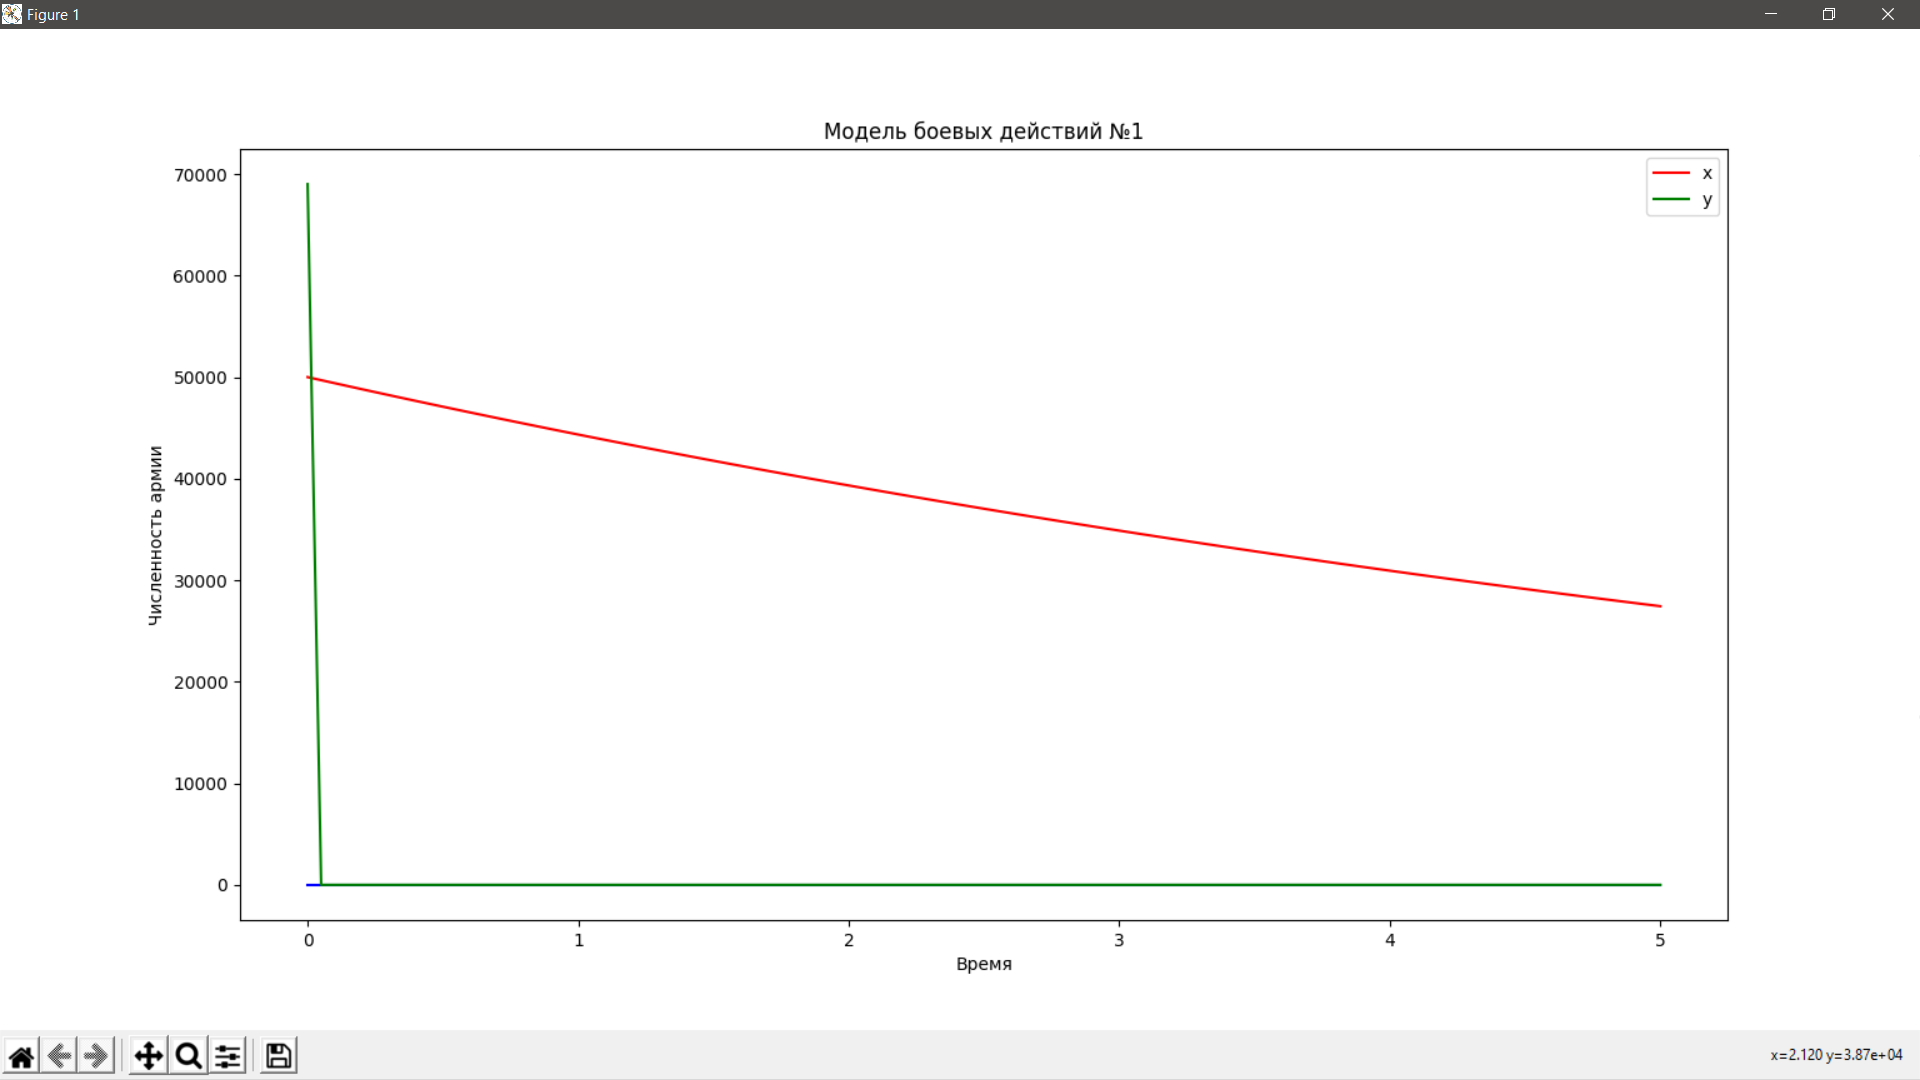 Figure 1
Модель боевых действий №1
x
y
70000
60000
50000
40000
30000
20000
10000
0
Численность армии
0 1 2 3 4 5
Время
x=2.120 y=3.87e+04